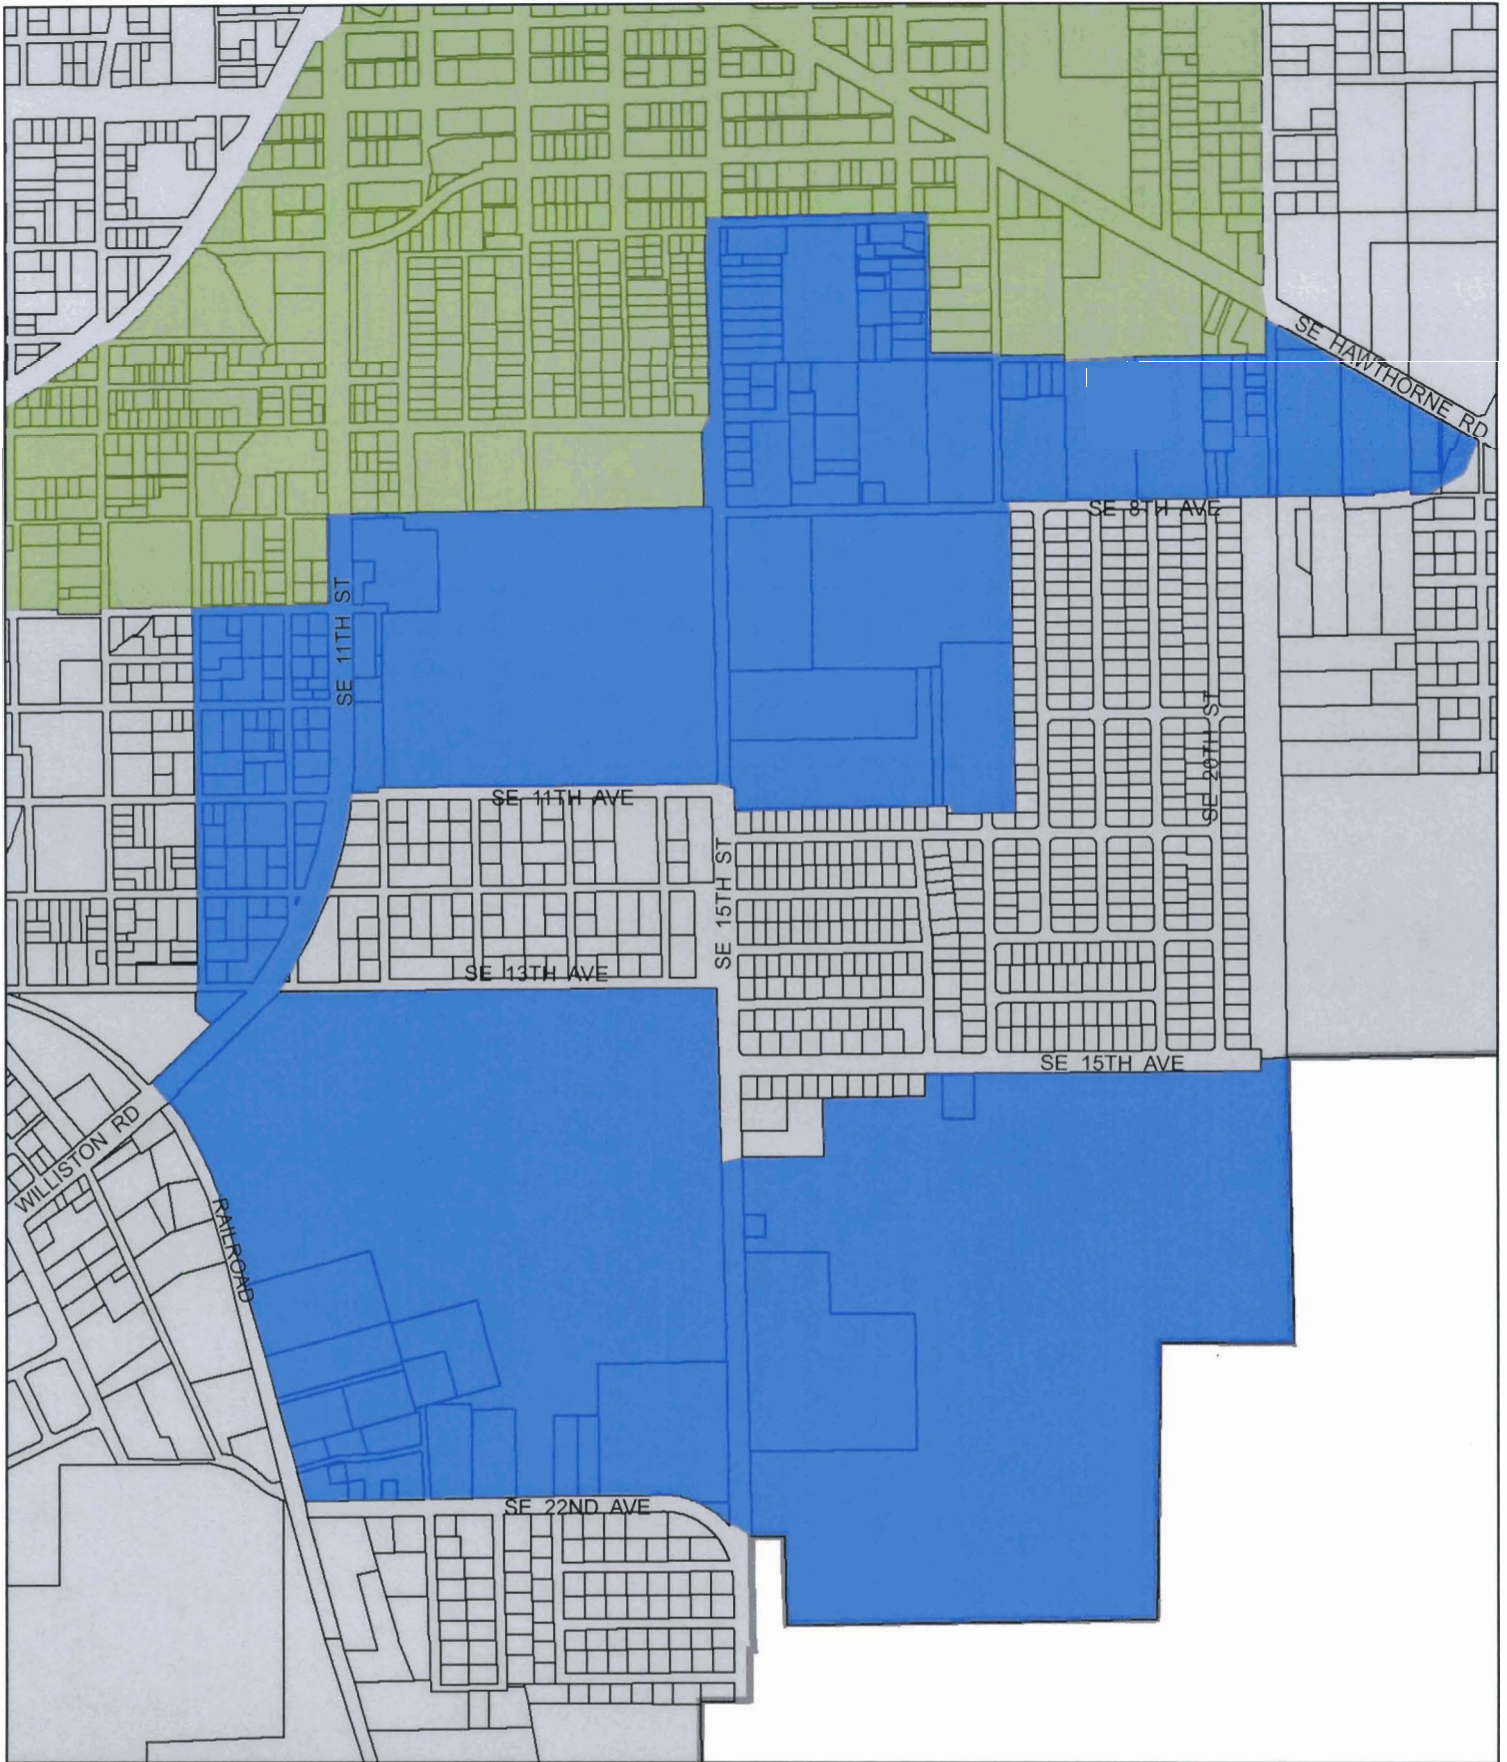 SE HAWTHORNE RD
SE 8TH AVE
SE 11TH ST
SE 20TH ST
SE 11TH AVE
SE 15TH ST
SE 13TH AVE
SE 15TH AVE
WILLISTON RD
RAILROAD
SE 22ND AVE